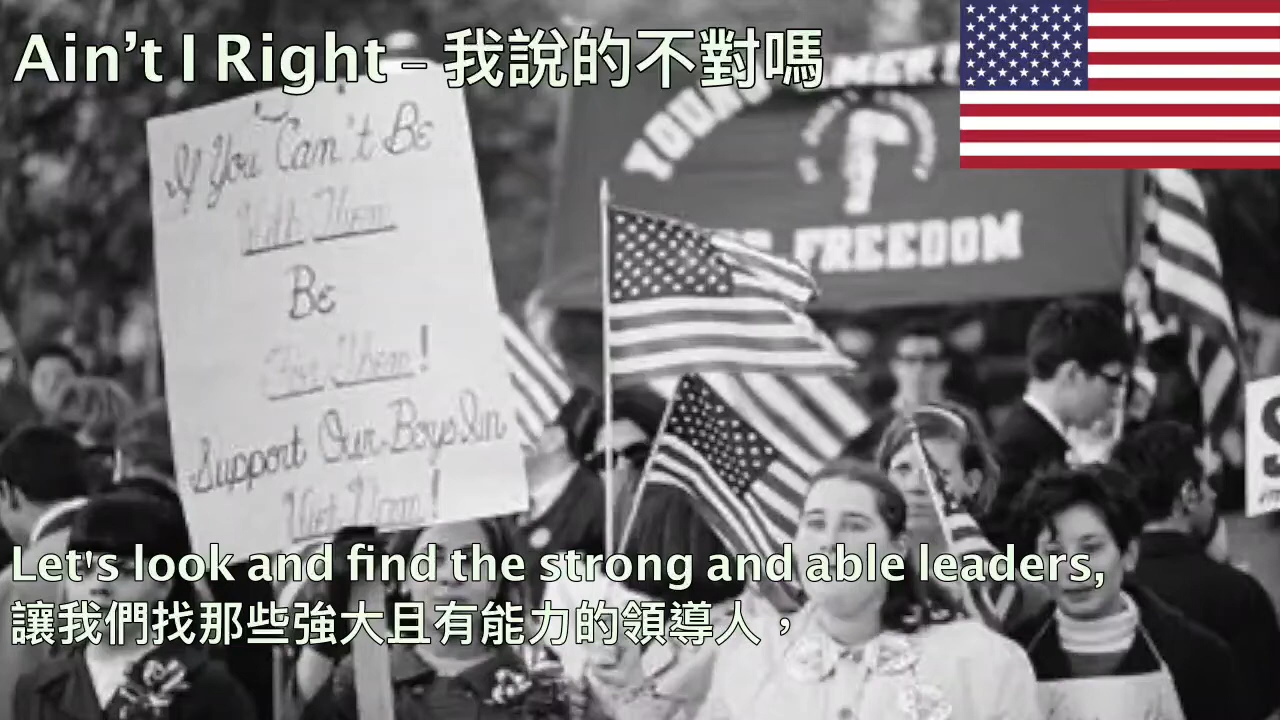 Ain't I Right – 我說的不對嗎
If You Can't Be
With Them
Be
For Them!
Support Our Boys In
Viet Nam!
YOUNG AMER
FREEDOM
Let's look and find the strong and able leaders,
讓我們找那些強大且有能力的領導人，